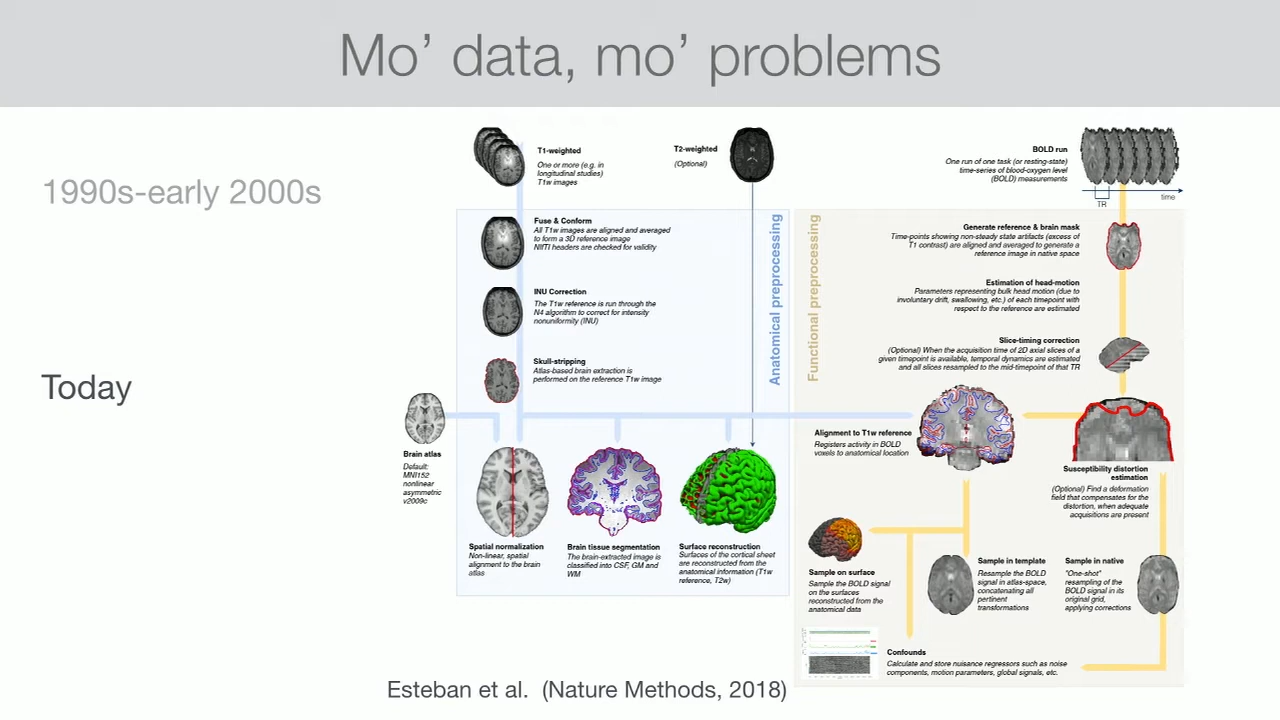 Mo’ data, mo’ problems
1990s-early 2000s
Today
T1-weighted
One or more (e.g. in
longitudinal studies)
T1w images
T2-weighted
(Optional)
BOLD run
One run of one task (or resting-state)
time-series of blood-oxygen level
(BOLD) measurements
TR
time
Anatomical preprocessing
Fuse & Conform
All T1w images are aligned and averaged
to form a 3D reference image
NIfTI headers are checked for validity
INU Correction
The T1w reference is run through the
N4 algorithm to correct for intensity
nonuniformity (INU)
Skull-stripping
Atlas-based brain extraction is
performed on the reference T1w image
Brain atlas
Default:
MNI152
nonlinear
asymmetric
v2009c
Spatial normalization
Non-linear, spatial
alignment to the brain
atlas
Brain tissue segmentation
The brain-extracted image is
classified into CSF, GM and
WM
Surface reconstruction
Surfaces of the cortical sheet
are reconstructed from the
anatomical information (T1w
reference, T2w)
Functional preprocessing
Generate reference & brain mask
Time-points showing non-steady state artifacts (excess of
T1 contrast) are aligned and averaged to generate a
reference image in native space
Estimation of head-motion
Parameters representing bulk head motion (due to
involuntary drift, swallowing, etc.) of each timepoint with
respect to the reference are estimated
Slice-timing correction
(Optional) When the acquisition time of 2D axial slices of a
given timepoint is available, temporal dynamics are estimated
and all slices resampled to the mid-timepoint of that TR
Alignment to T1w reference
Registers activity in BOLD
voxels to anatomical location
Susceptibility distortion
estimation
(Optional) Find a deformation
field that compensates for the
distortion, when adequate
acquisitions are present
Sample on surface
Sample the BOLD signal
on the surfaces
reconstructed from the
anatomical data
Sample in template
Resample the BOLD
signal in atlas-space,
concatenating all
pertinent
transformations
Sample in native
"One-shot"
resampling of
the BOLD
signal in its
original grid,
applying corrections
Confounds
Calculate and store nuisance regressors such as noise
components, motion parameters, global signals, etc.
Esteban et al. (Nature Methods, 2018)